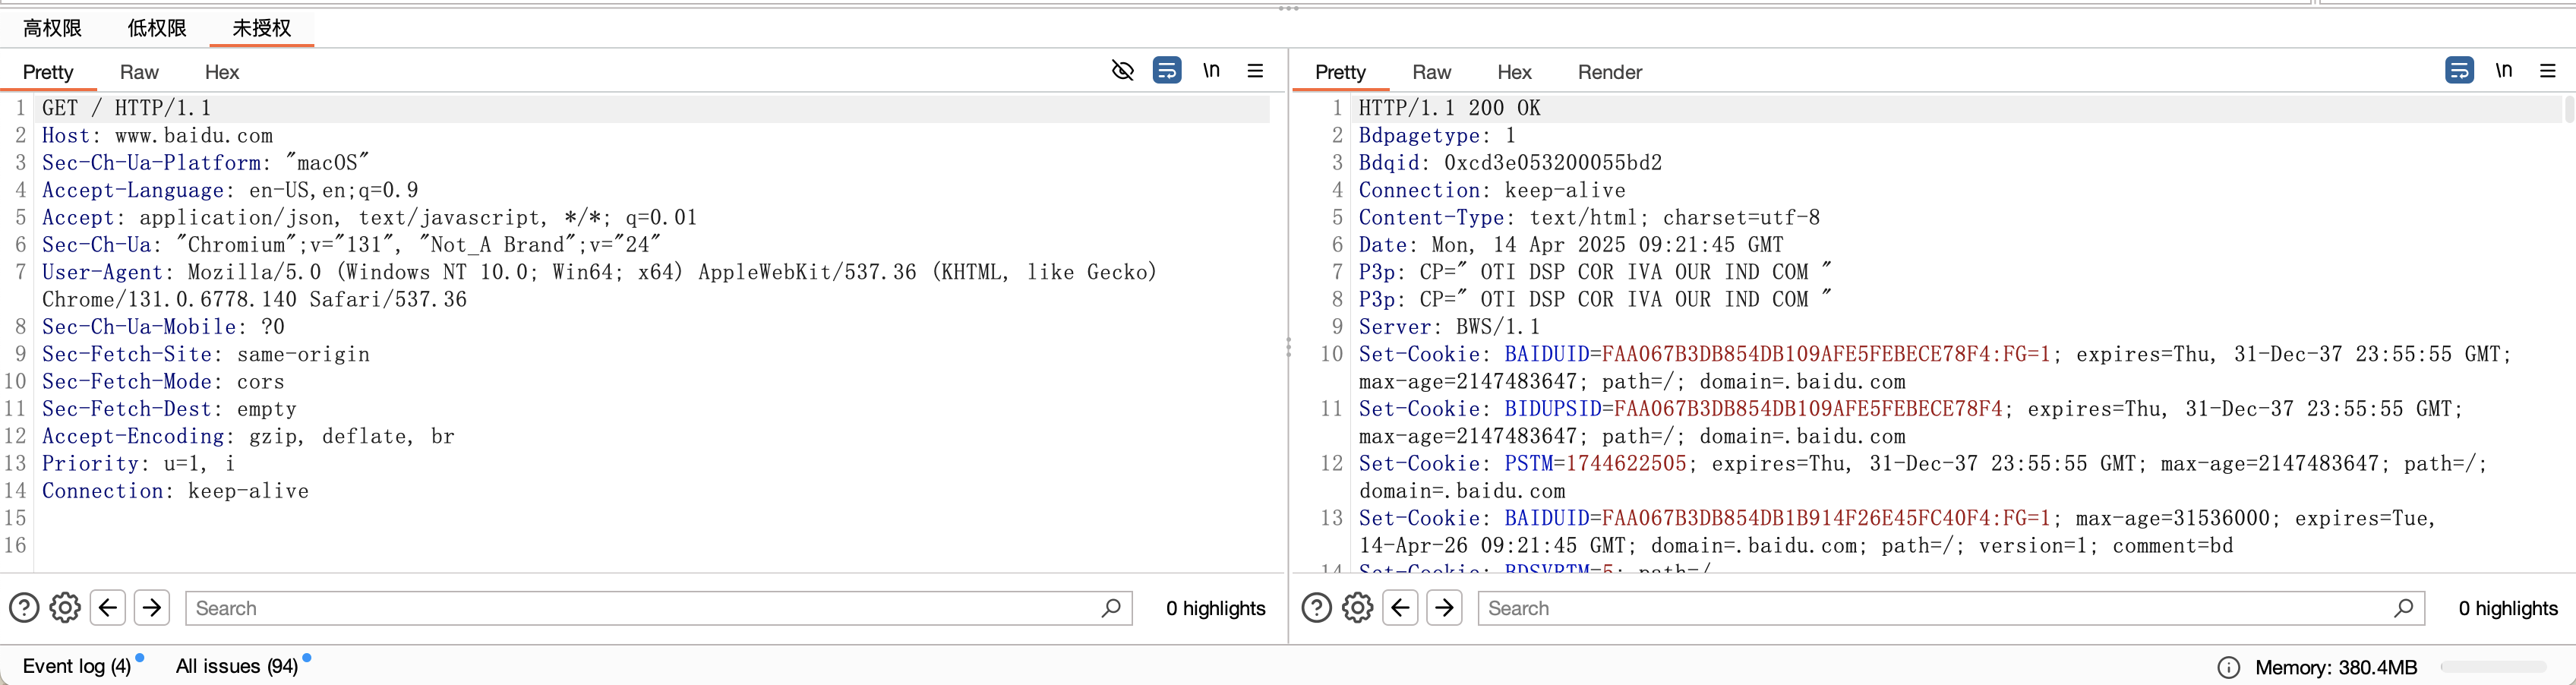 高权限 低权限 未授权
Pretty Raw Hex \n
1 GET / HTTP/1.1
2 Host: www.baidu.com
3 Sec-Ch-Ua-Platform: "macOS"
4 Accept-Language: en-US,en;q=0.9
5 Accept: application/json, text/javascript, */*; q=0.01
6 Sec-Ch-Ua: "Chromium";v="131", "Not_A Brand";v="24"
7 User-Agent: Mozilla/5.0 (Windows NT 10.0; Win64; x64) AppleWebKit/537.36 (KHTML, like Gecko)
Chrome/131.0.6778.140 Safari/537.36
8 Sec-Ch-Ua-Mobile: ?0
9 Sec-Fetch-Site: same-origin
10 Sec-Fetch-Mode: cors
11 Sec-Fetch-Dest: empty
12 Accept-Encoding: gzip, deflate, br
13 Priority: u=1, i
14 Connection: keep-alive
15
16
Search 0 highlights
Pretty Raw Hex Render \n
1 HTTP/1.1 200 OK
2 Bdpagetype: 1
3 Bdqid: 0xcd3e053200055bd2
4 Connection: keep-alive
5 Content-Type: text/html; charset=utf-8
6 Date: Mon, 14 Apr 2025 09:21:45 GMT
7 P3p: CP=" OTI DSP COR IVA OUR IND COM "
8 P3p: CP=" OTI DSP COR IVA OUR IND COM "
9 Server: BWS/1.1
10 Set-Cookie: BAIDUID=FAA067B3DB854DB109AFE5FEBECE78F4:FG=1; expires=Thu, 31-Dec-37 23:55:55 GMT;
max-age=2147483647; path=/; domain=.baidu.com
11 Set-Cookie: BIDUPSID=FAA067B3DB854DB109AFE5FEBECE78F4; expires=Thu, 31-Dec-37 23:55:55 GMT;
max-age=2147483647; path=/; domain=.baidu.com
12 Set-Cookie: PSTM=1744622505; expires=Thu, 31-Dec-37 23:55:55 GMT; max-age=2147483647; path=/;
domain=.baidu.com
13 Set-Cookie: BAIDUID=FAA067B3DB854DB1B914F26E45FC40F4:FG=1; max-age=31536000; expires=Tue,
14-Apr-26 09:21:45 GMT; domain=.baidu.com; path=/; version=1; comment=bd
14 Set-Cookie: BDSVRTM=5; path=/
Search 0 highlights
Event log (4) All issues (94) Memory: 380.4MB